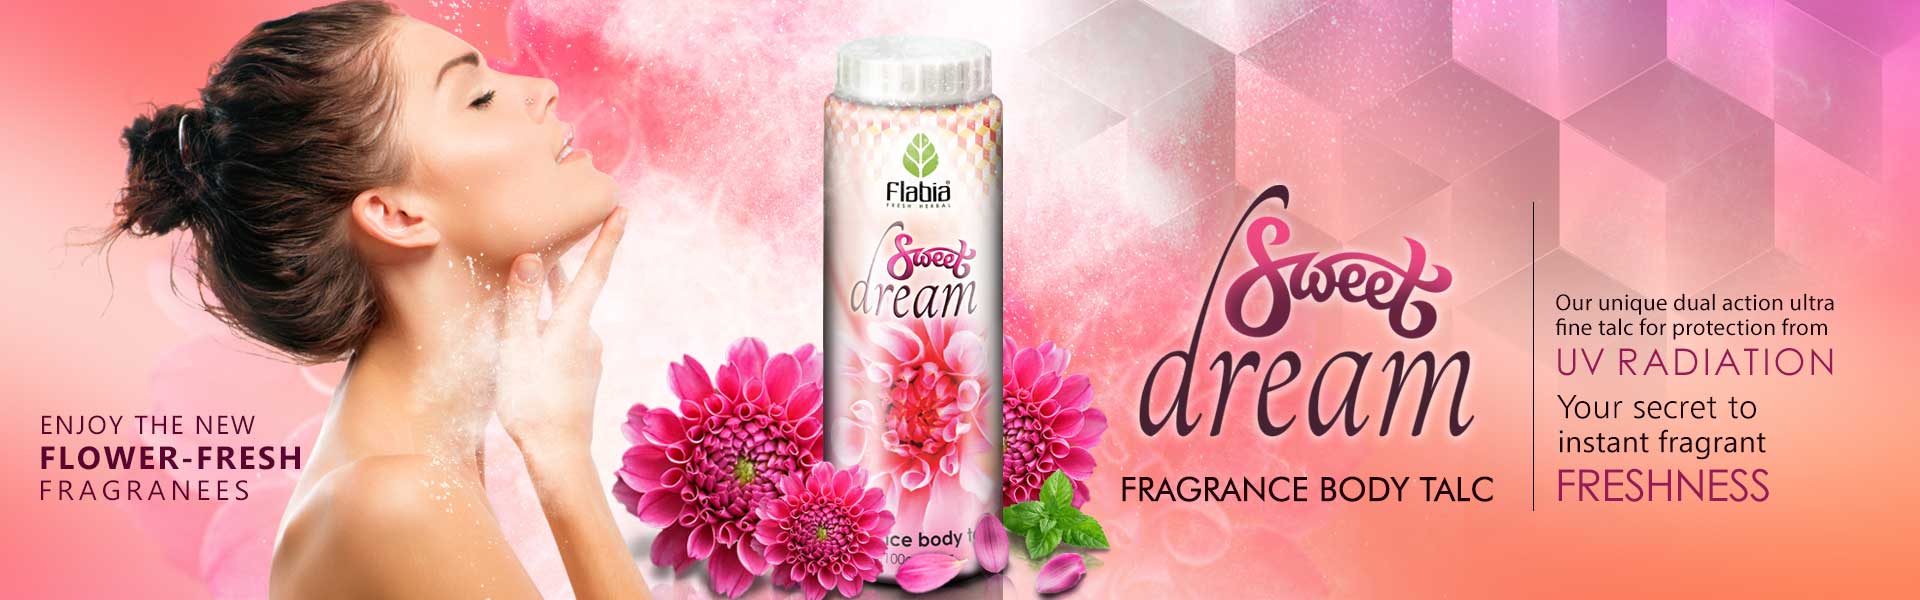 ENJOY THE NEW
FLOWER-FRESH
FRAGRANEES
Flabia®
FRESH HERBAL
Sweet
dream
ce body
100
Sweet
dream
FRAGRANCE BODY TALC
Our unique dual action ultra
fine talc for protection from
UV RADIATION
Your secret to
instant fragrant
FRESHNESS